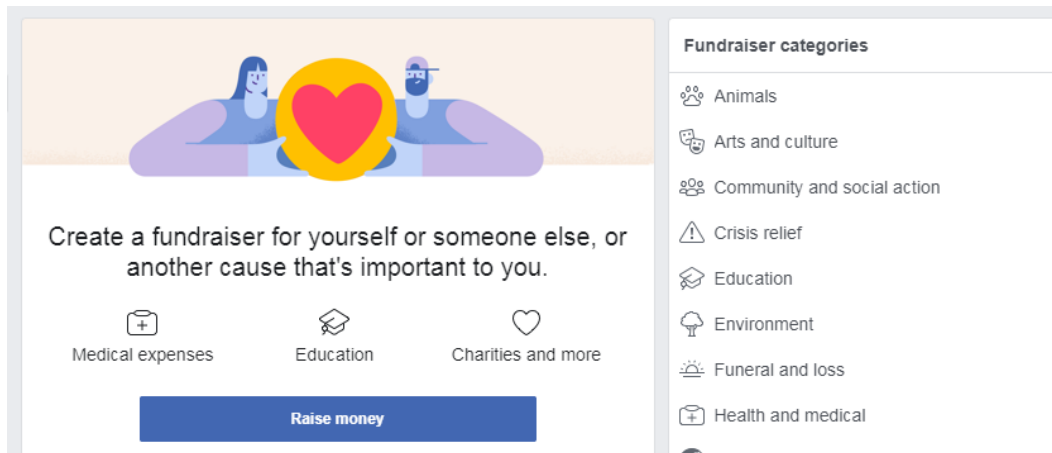 Create a fundraiser for yourself or someone else, or
another cause that's important to you.
Medical expenses
Education
Charities and more
Raise money
Fundraiser categories
Animals
Arts and culture
Community and social action
Crisis relief
Education
Environment
Funeral and loss
Health and medical